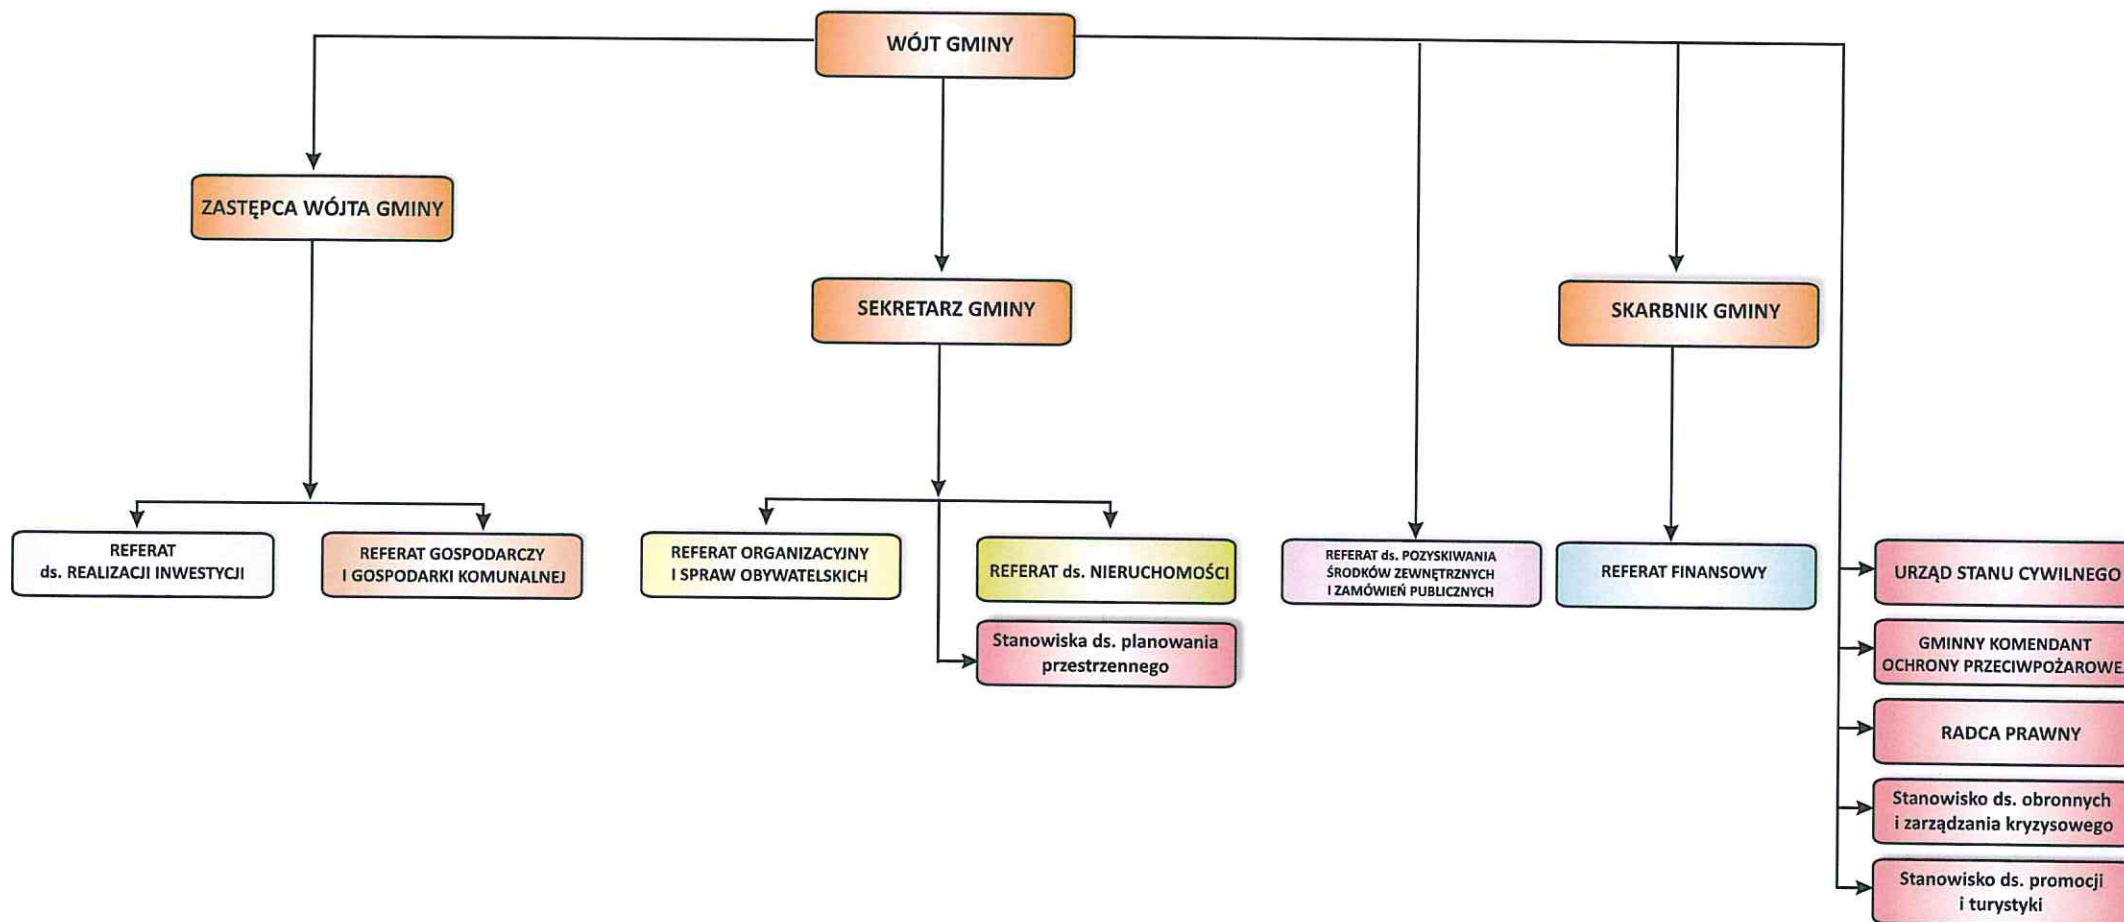 WÓJT GMINY
ZASTĘPCA WÓJTA GMINY
SEKRETARZ GMINY
SKARBNIK GMINY
REFERAT
ds. REALIZACJI INWESTYCJI
REFERAT GOSPODARCZY
I GOSPODARKI KOMUNALNEJ
REFERAT ORGANIZACYJNY
I SPRAW OBYWATELSKICH
REFERAT ds. NIERUCHOMOŚCI
Stanowiska ds. planowania
przestrzennego
REFERAT ds. POZYSKIWANIA
ŚRODKÓW ZEWNĘTRZNYCH
I ZAMÓWIEŃ PUBLICZNYCH
REFERAT FINANSOWY
URZĄD STANU CYWILNEGO
GMINNY KOMENDANT
OCHRONY PRZECIWPOŻAROWEJ
RADCA PRAWNY
Stanowisko ds. obronnych
i zarządzania kryzysowego
Stanowisko ds. promocji
i turystyki